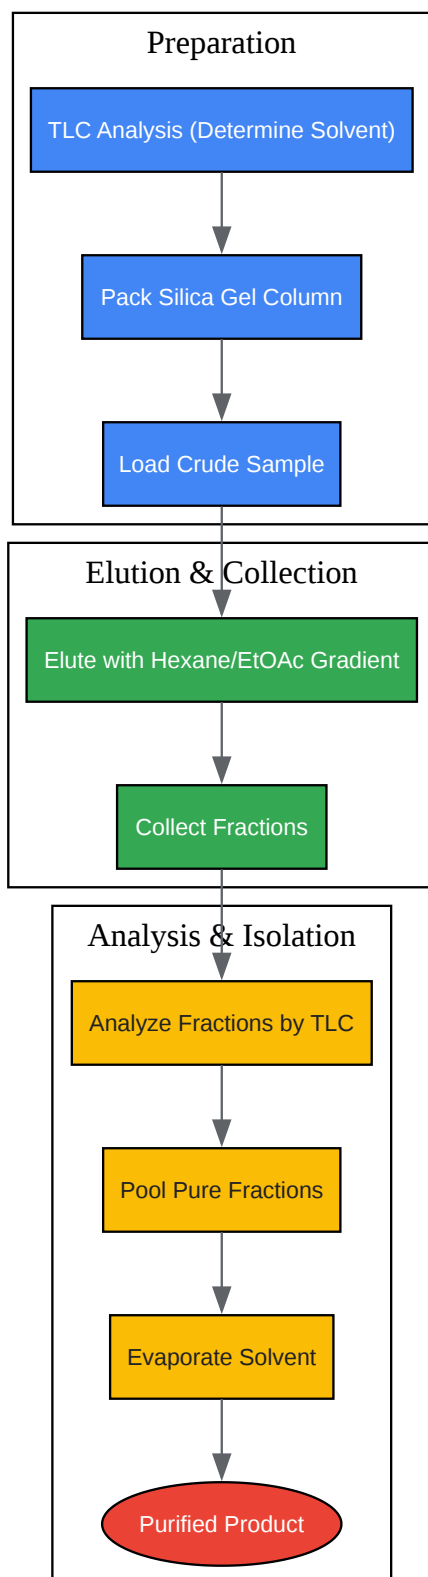 Preparation
TLC Analysis (Determine Solvent)
Pack Silica Gel Column
Load Crude Sample
Elution & Collection
Elute with Hexane/EtOAc Gradient
Collect Fractions
Analysis & Isolation
Analyze Fractions by TLC
Pool Pure Fractions
Evaporate Solvent
Purified Product